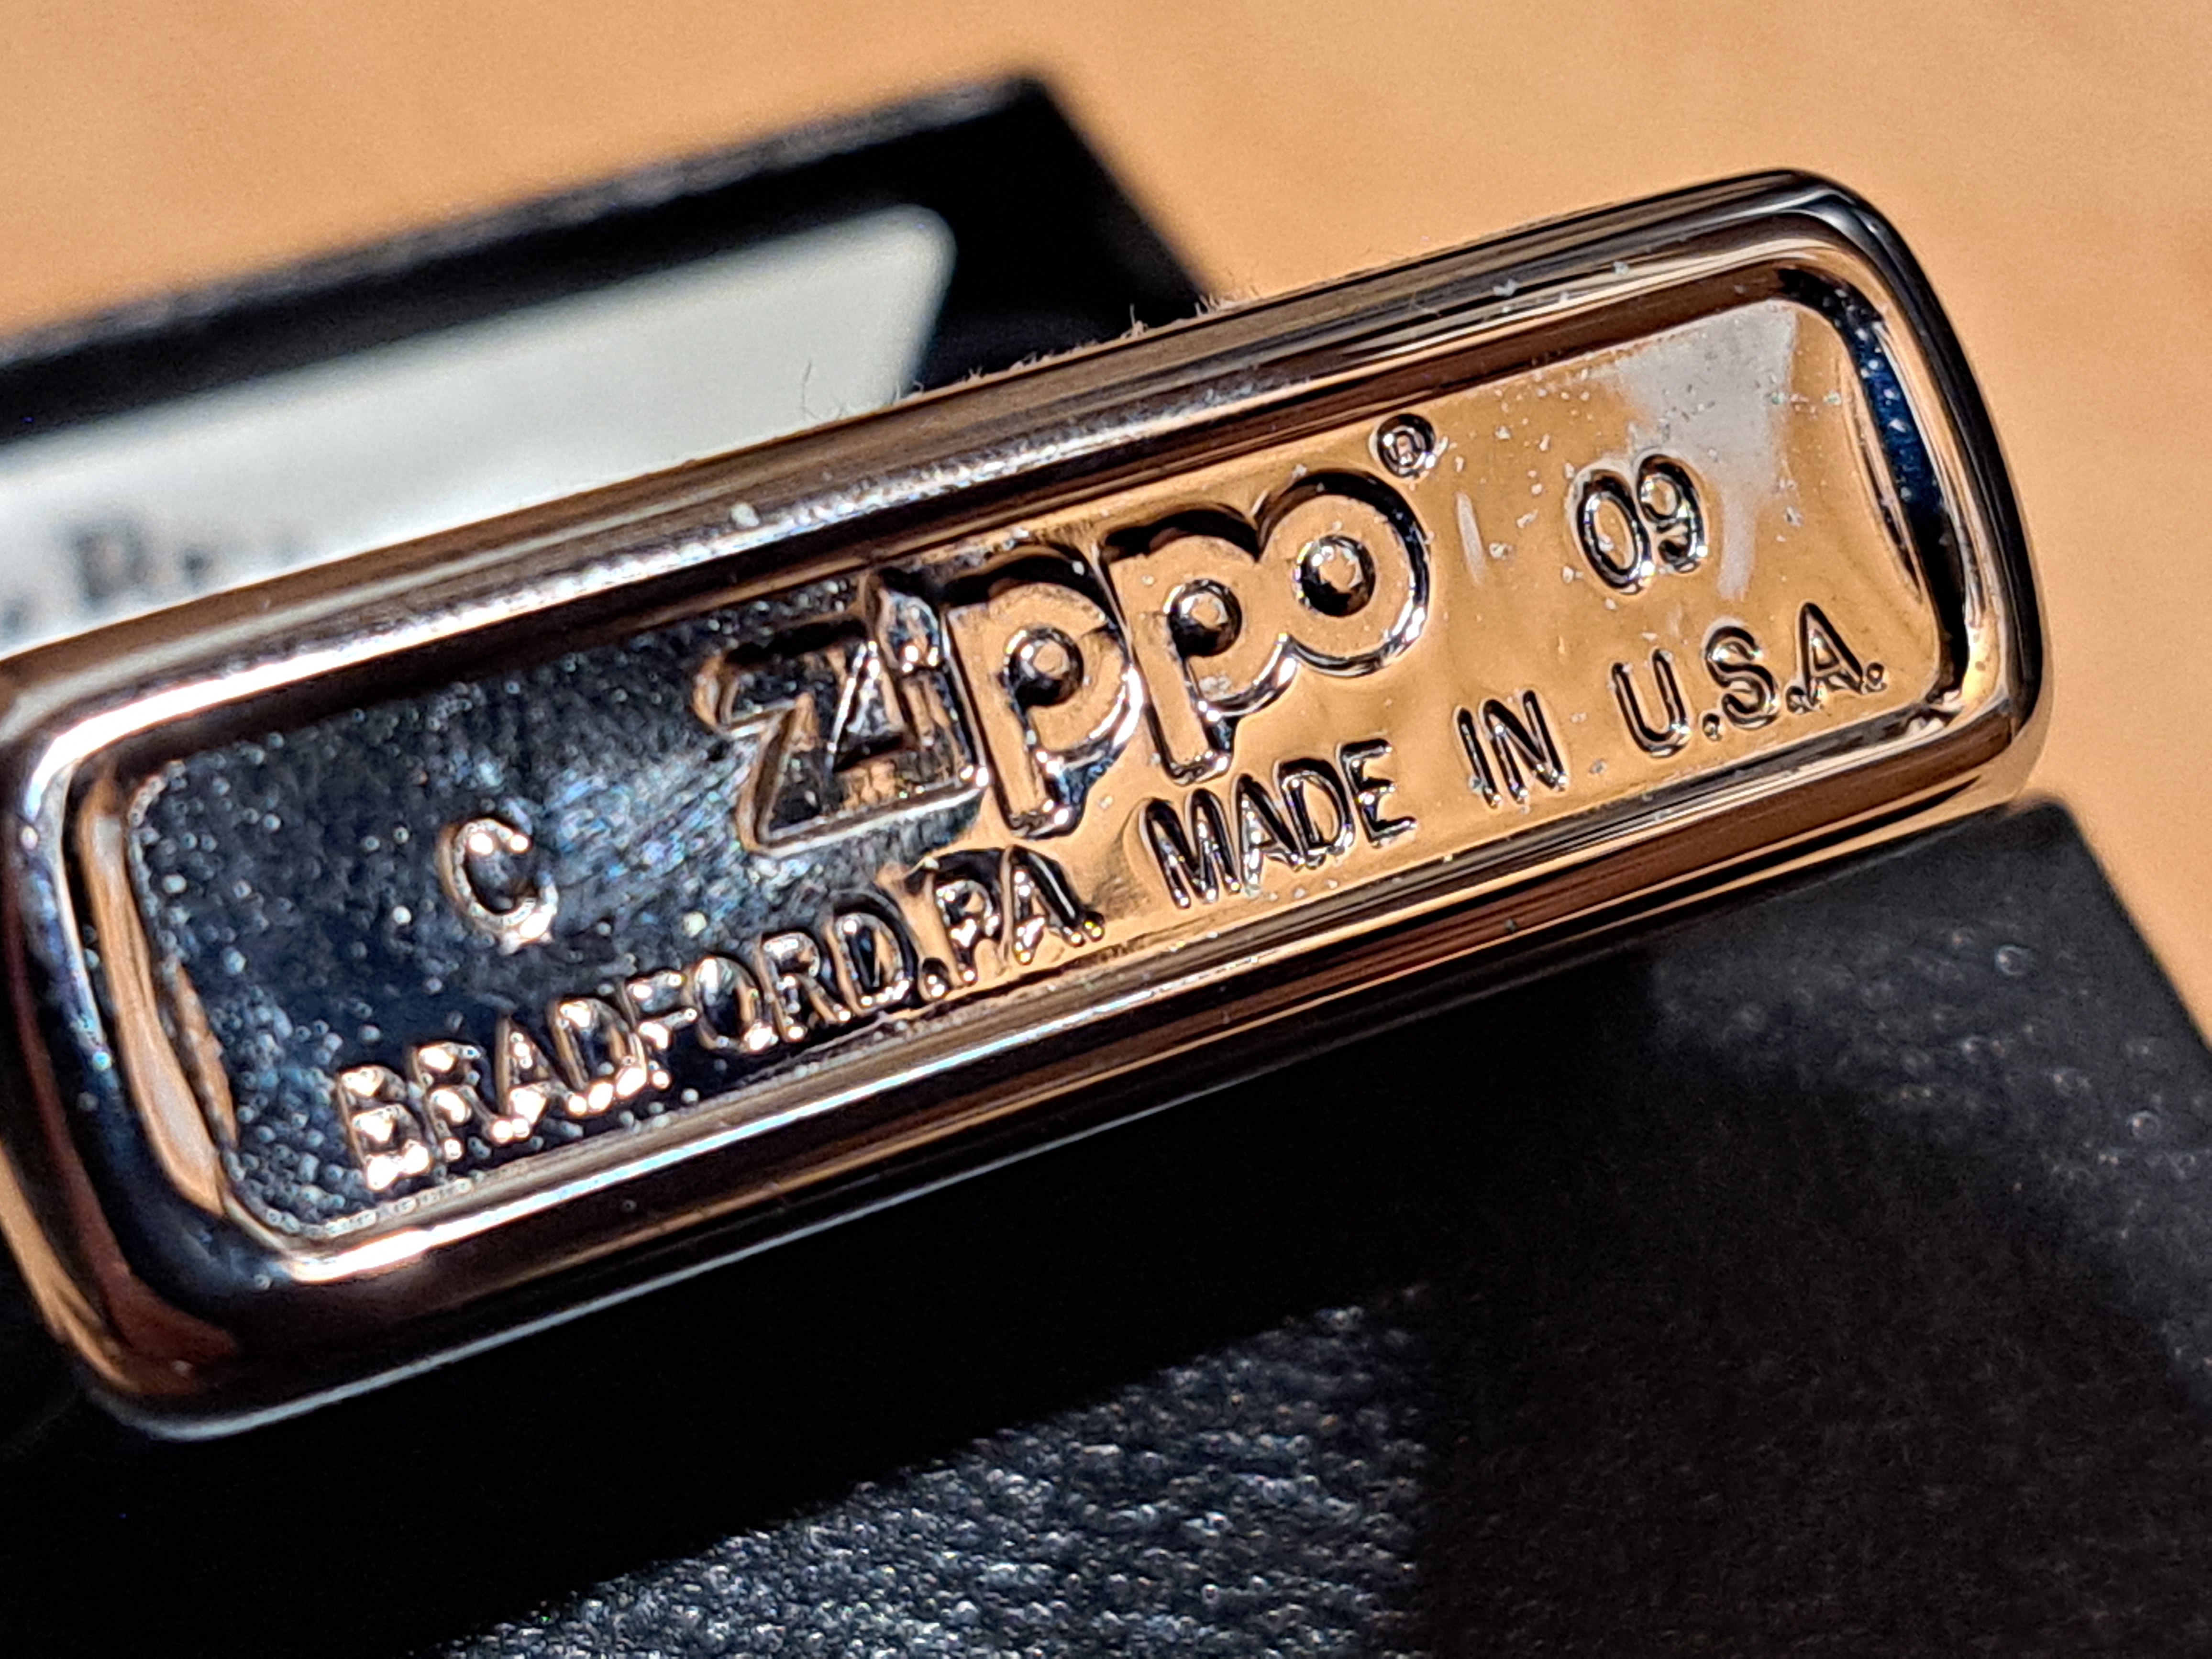 C zippo® 09
BRADFORD.PA. MADE IN U.S.A.